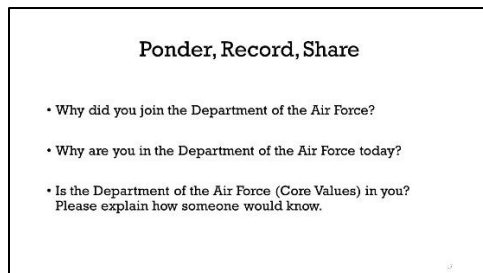 Ponder, Record, Share
• Why did you join the Department of the Air Force?
• Why are you in the Department of the Air Force today?
• Is the Department of the Air Force (Core Values) in you?
Please explain how someone would know.